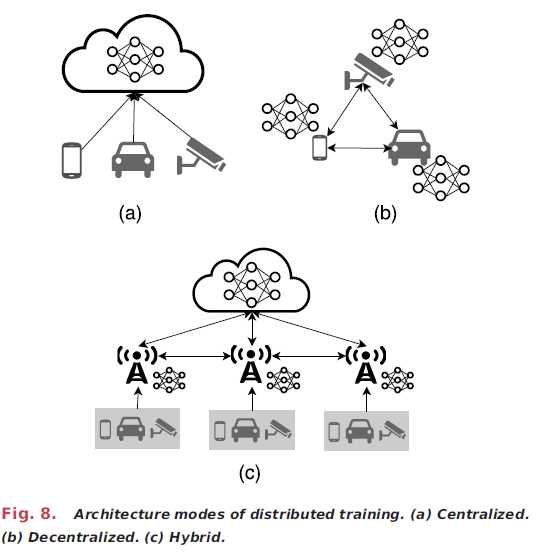 (a)
(b)
(c)
Fig. 8. Architecture modes of distributed training. (a) Centralized.
(b) Decentralized. (c) Hybrid.